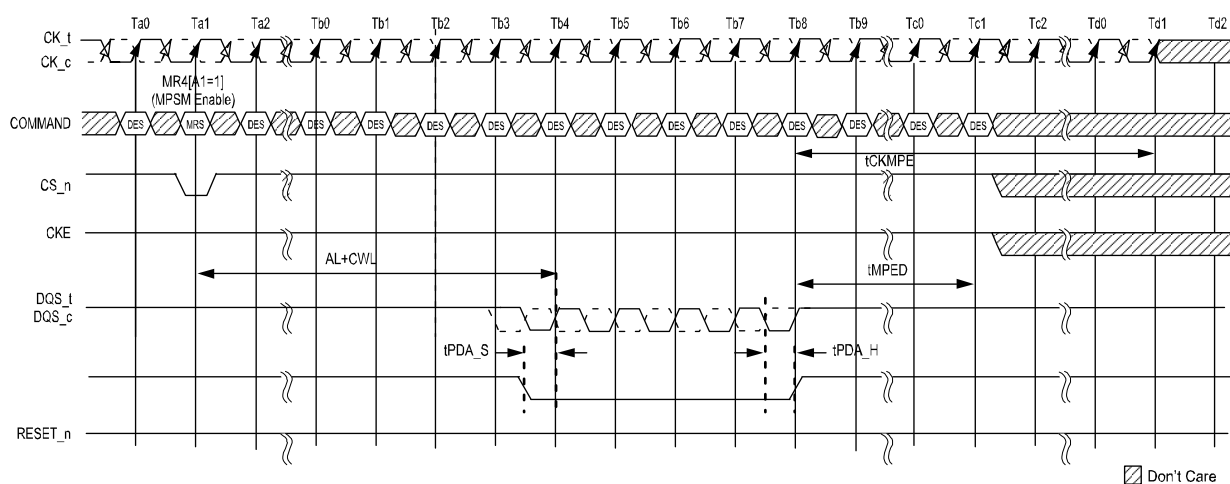 Ta0 Ta1 Ta2 Tb0 Tb1 Tb2 Tb3 Tb4 Tb5 Tb6 Tb7 Tb8 Tb9 Tc0 Tc1 Tc2 Td0 Td1 Td2
CK_t
CK_c
MR4[A1=1]
(MPSM Enable)
COMMAND DES MRS DES DES DES DES DES DES DES DES DES DES DES DES DES
tCKMPE
CS_n
CKE
AL+CWL tMPED
DQS_t
DQS_c
tPDA_S tPDA_H
RESET_n
Don't Care